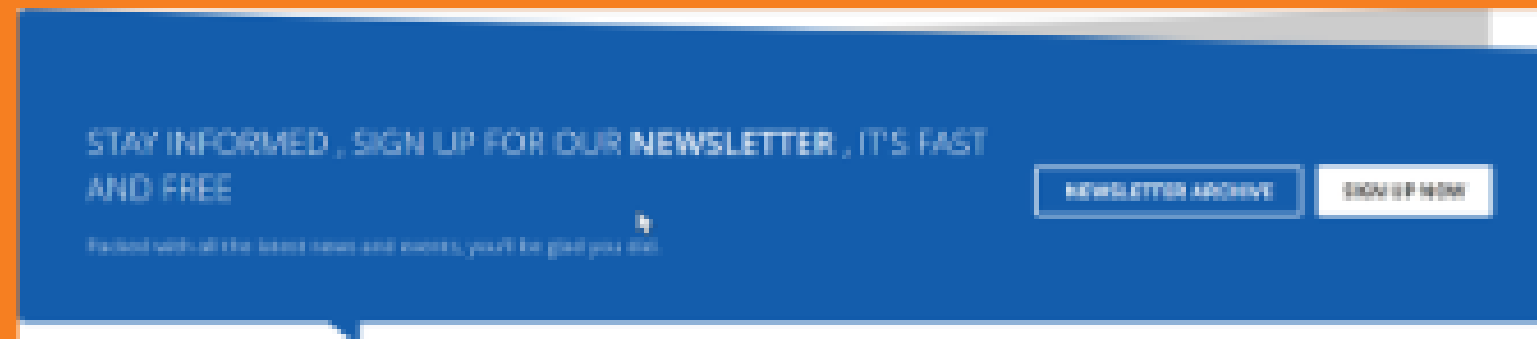 STAY INFORMED , SIGN UP FOR OUR NEWSLETTER , IT'S FAST
AND FREE
NEWSLETTER ARCHIVE
SIGN UP NOW
Packed with all the latest news and events, you'll be glad you did.